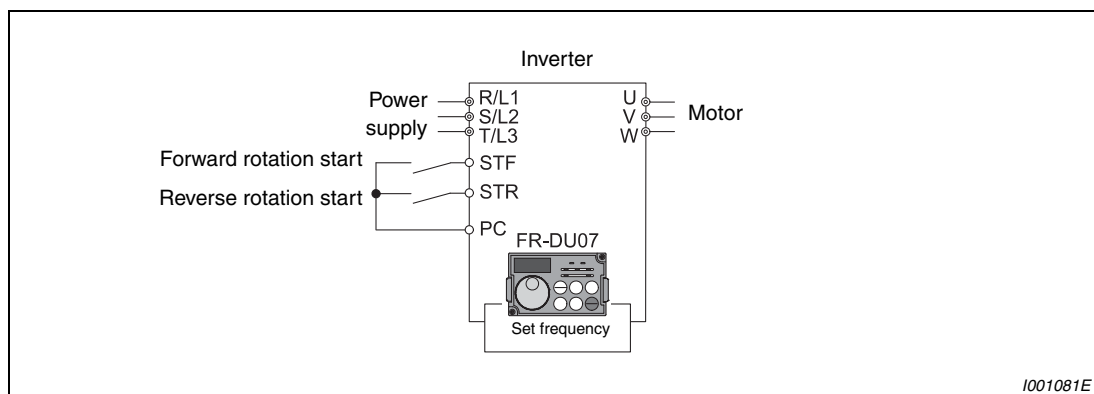 Inverter
Power
supply
R/L1
S/L2
T/L3
U
V
W
Motor
Forward rotation start
STF
Reverse rotation start
STR
PC
FR-DU07
Set frequency
I001081E